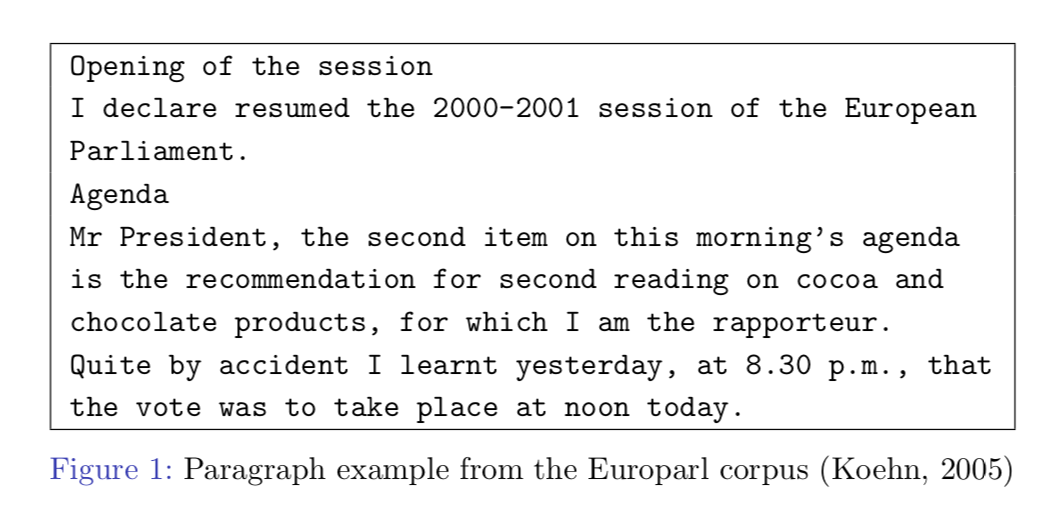 Opening of the session
I declare resumed the 2000-2001 session of the European
Parliament.
Agenda
Mr President, the second item on this morning's agenda
is the recommendation for second reading on cocoa and
chocolate products, for which I am the rapporteur.
Quite by accident I learnt yesterday, at 8.30 p.m., that
the vote was to take place at noon today.
Figure 1: Paragraph example from the Europarl corpus (Koehn, 2005)